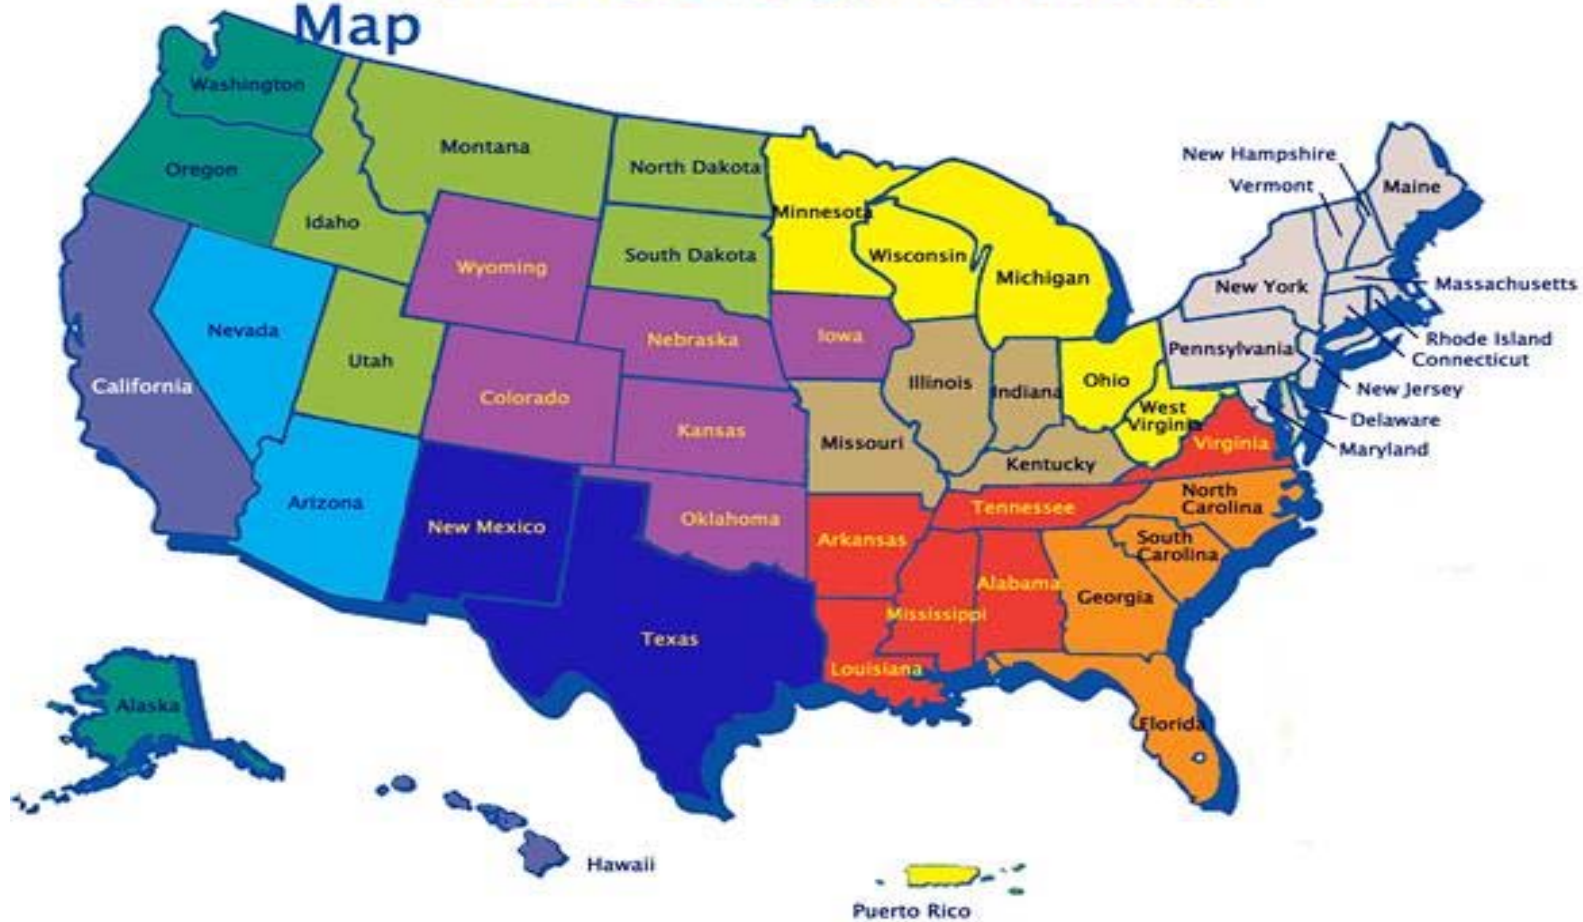 Map
Washington
Oregon
Montana
North Dakota
Idaho
Minnesota
New Hampshire
Vermont
Maine
Wyoming
South Dakota
Wisconsin
Michigan
New York
Massachusetts
Nevada
Utah
Nebraska
Iowa
Pennsylvania
Rhode Island
Connecticut
California
Colorado
Illinois
Indiana
Ohio
New Jersey
Kansas
Missouri
West
Virginia
Virginia
Delaware
Maryland
Kentucky
Arizona
New Mexico
Oklahoma
Arkansas
Tennessee
North
Carolina
South
Carolina
Alabama
Georgia
Mississippi
Texas
Louisiana
Alaska
Florida
Hawaii
Puerto Rico